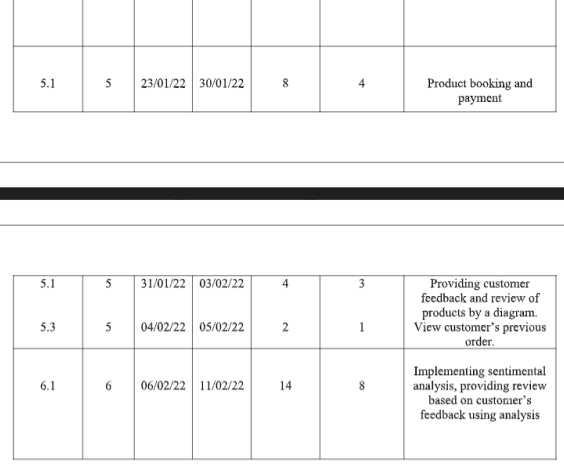 5.1 5 23/01/22 30/01/22 8 4 Product booking and
payment
5.1 5 31/01/22 03/02/22 4 3 Providing customer
feedback and review of
products by a diagram.
5.3 5 04/02/22 05/02/22 2 1 View customer's previous
order.
Implementing sentimental
6.1 6 06/02/22 11/02/22 14 8 analysis, providing review
based on customer's
feedback using analysis